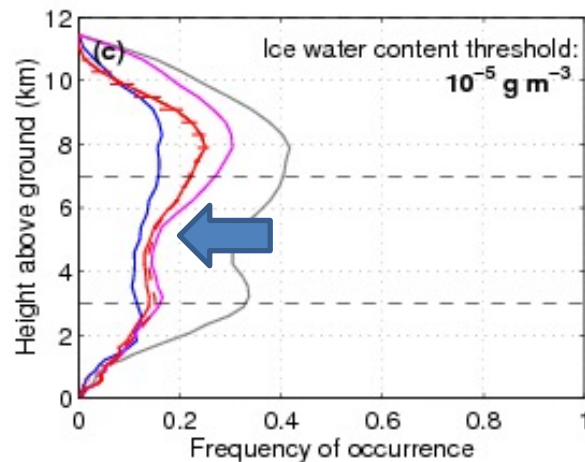 12
(c)
Ice water content threshold:
10⁻⁵ g m⁻³
10
8
6
4
2
0
Height above ground (km)
0 0.2 0.4 0.6 0.8 1
Frequency of occurrence